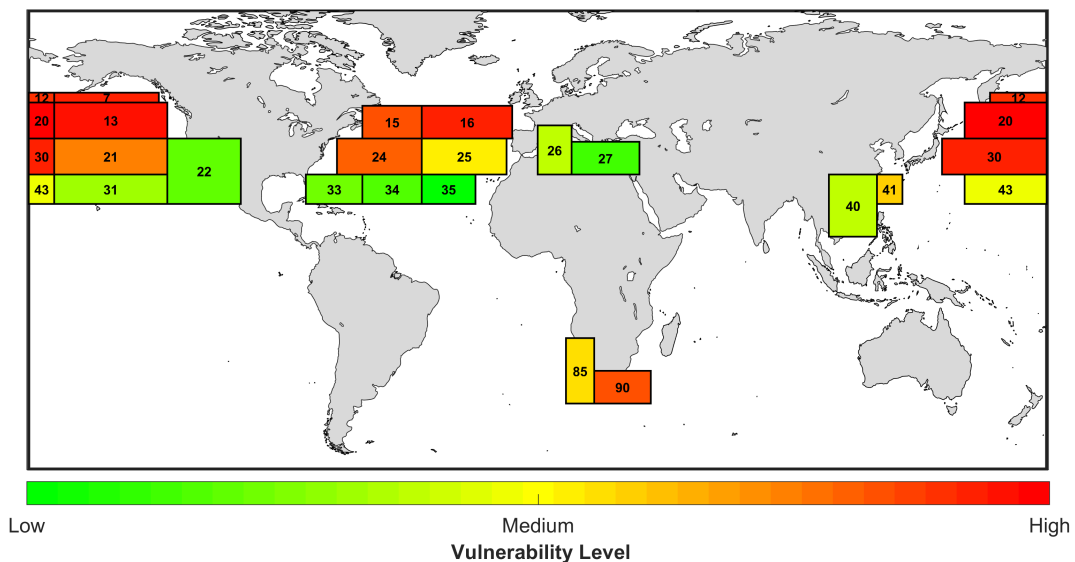 12 7 12
20 13 15 16 20
30 21 24 25 26 27 30
22
43 31 33 34 35 40 41 43
85 90
Low Medium High
Vulnerability Level